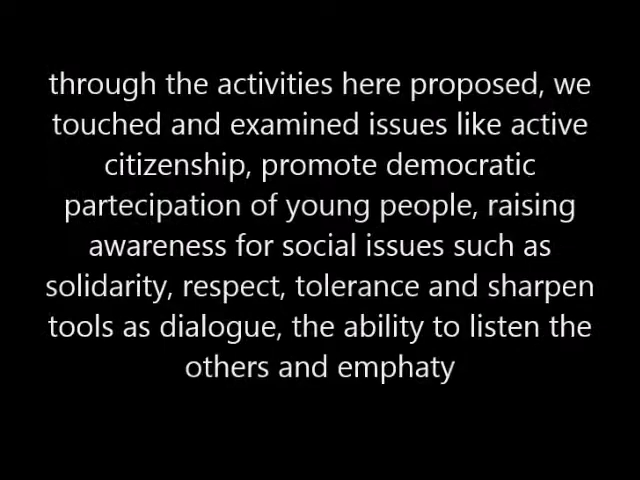 through the activities here proposed, we
touched and examined issues like active
citizenship, promote democratic
partecipation of young people, raising
awareness for social issues such as
solidarity, respect, tolerance and sharpen
tools as dialogue, the ability to listen the
others and emphaty